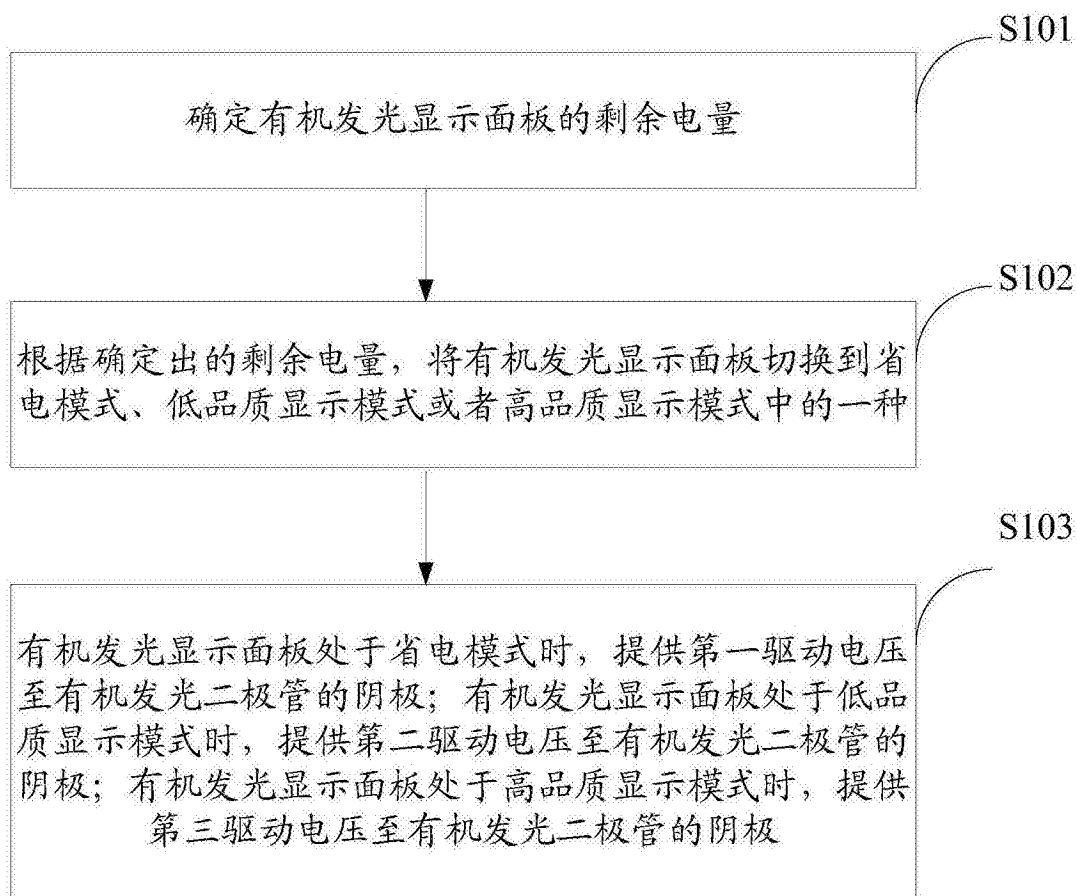 S101
确定有机发光显示面板的剩余电量
S102
根据确定出的剩余电量，将有机发光显示面板切换到省
电模式、低品质显示模式或者高品质显示模式中的一种
S103
有机发光显示面板处于省电模式时，提供第一驱动电压
至有机发光二极管的阴极；有机发光显示面板处于低品
质显示模式时，提供第二驱动电压至有机发光二极管的
阴极；有机发光显示面板处于高品质显示模式时，提供
第三驱动电压至有机发光二极管的阴极